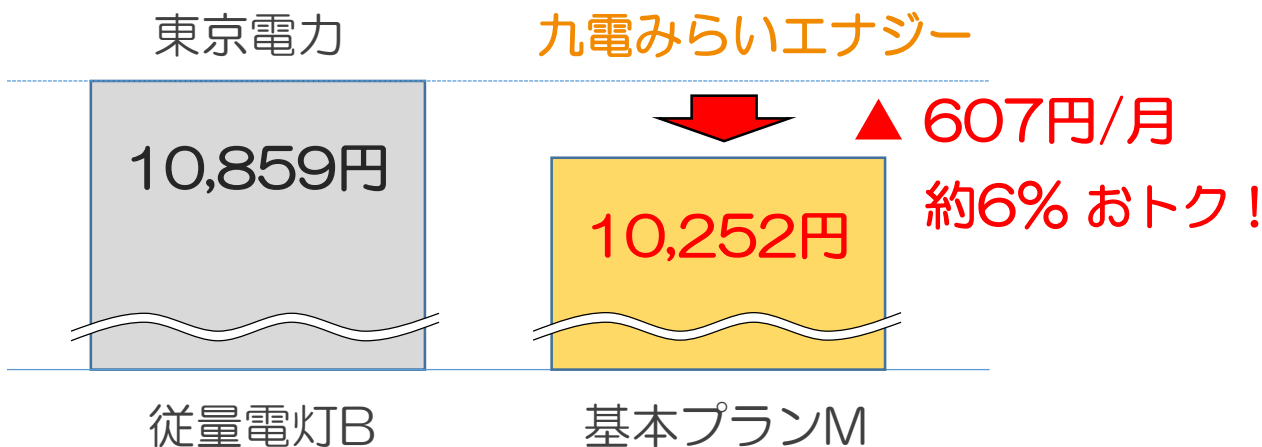 東京電力
九電みらいエナジー
10,859円
▲ 607円/月
約6% おトク！
10,252円
従量電灯B
基本プランM